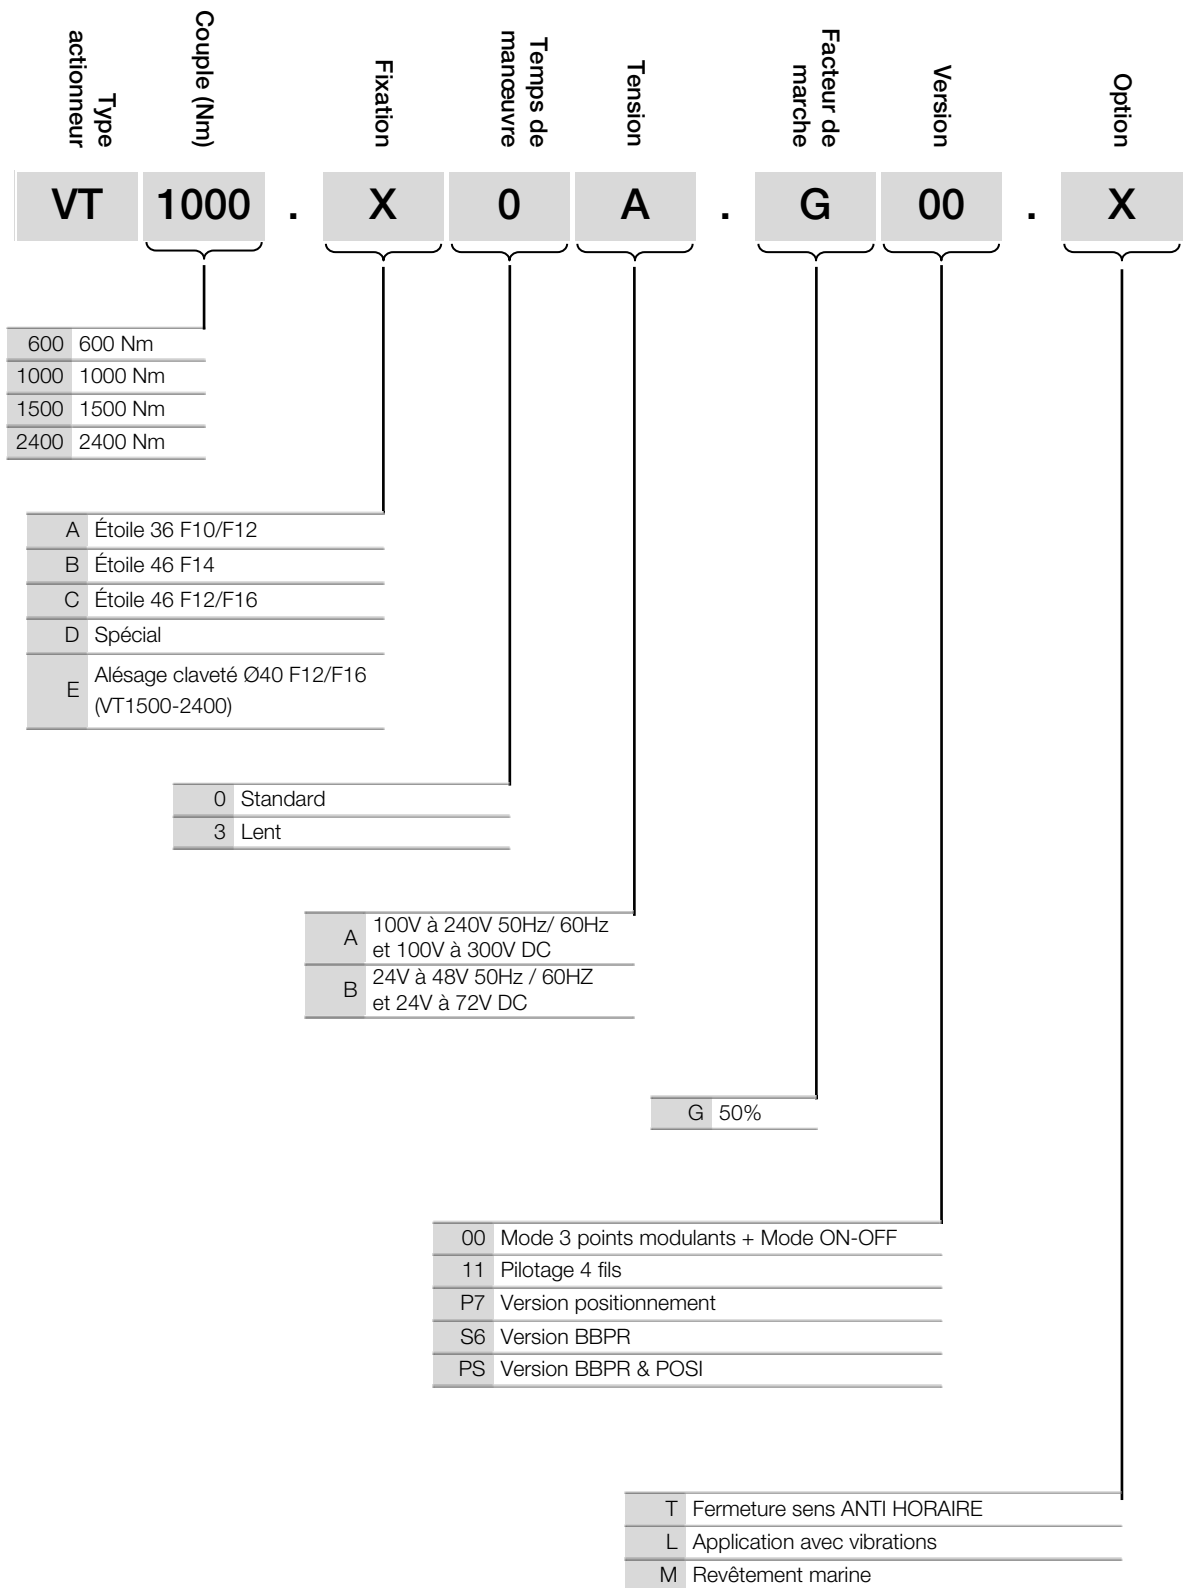 Type
actionneur
Couple (Nm)
Fixation
Temps de
manœuvre
Tension
Facteur de
marche
Version
Option
VT 1000 . X 0 A . G 00 . X
600 600 Nm
1000 1000 Nm
1500 1500 Nm
2400 2400 Nm
A Étoile 36 F10/F12
B Étoile 46 F14
C Étoile 46 F12/F16
D Spécial
E Alésage claveté Ø40 F12/F16
(VT1500-2400)
0 Standard
3 Lent
A 100V à 240V 50Hz/ 60Hz
et 100V à 300V DC
B 24V à 48V 50Hz / 60HZ
et 24V à 72V DC
G 50%
00 Mode 3 points modulants + Mode ON-OFF
11 Pilotage 4 fils
P7 Version positionnement
S6 Version BBPR
PS Version BBPR & POSI
T Fermeture sens ANTI HORAIRE
L Application avec vibrations
M Revêtement marine